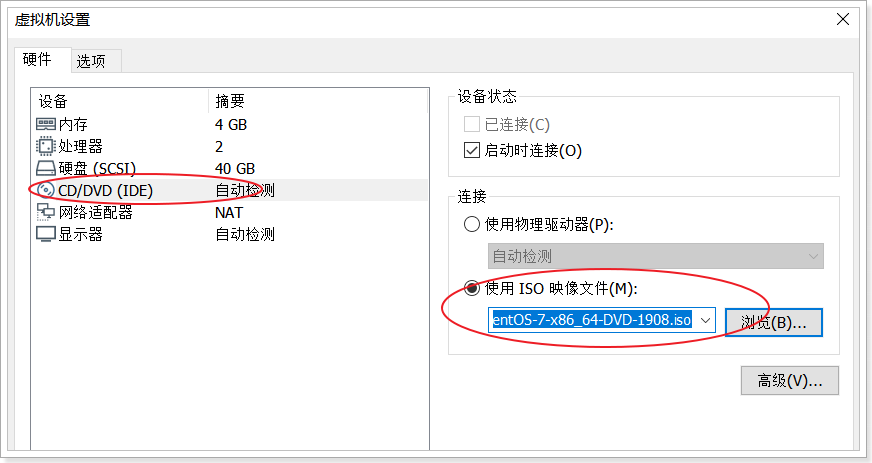 虚拟机设置
硬件 选项
设备 摘要
内存 4 GB
处理器 2
硬盘 (SCSI) 40 GB
CD/DVD (IDE) 自动检测
网络适配器 NAT
显示器 自动检测
设备状态
已连接(C)
启动时连接(O)
连接
使用物理驱动器(P):
自动检测
使用 ISO 映像文件(M):
entOS-7-x86_64-DVD-1908.iso
浏览(B)...
高级(V)...